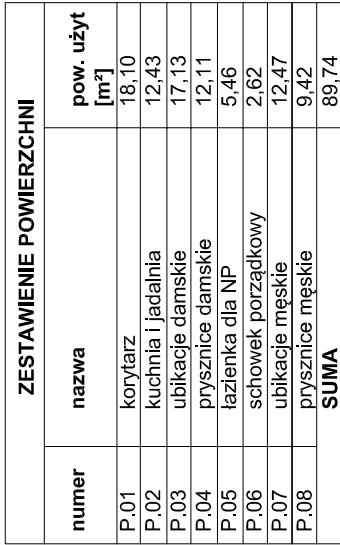 ZESTAWIENIE POWIERZCHNI
numer nazwa pow. użyt [m²]
P.01 korytarz 18,10
P.02 kuchnia i jadalnia 12,43
P.03 ubikacje damskie 17,13
P.04 prysznice damskie 12,11
P.05 łazienka dla NP 5,46
P.06 schowek porządkowy 2,62
P.07 ubikacje męskie 12,47
P.08 prysznice męskie 9,42
SUMA 89,74